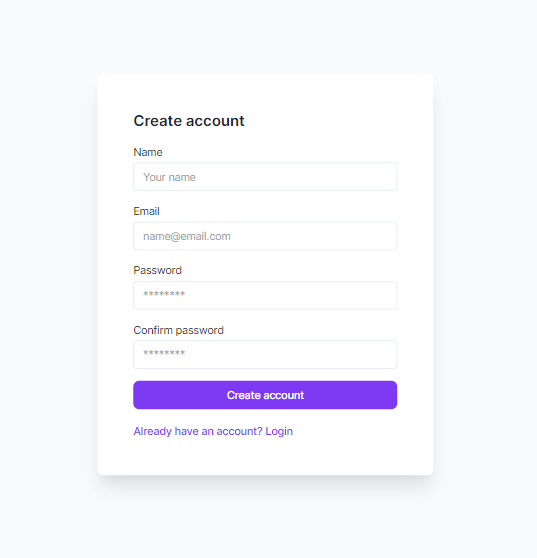 Create account
Name
Your name
Email
name@email.com
Password
********
Confirm password
********
Create account
Already have an account? Login